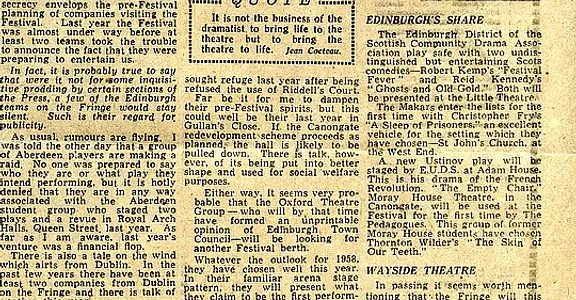 secrecy envelops the pre-Festival
planning of companies visiting the
Festival. Last year the Festival
was almost under way before at
least two teams took the trouble
to announce the fact that they were
preparing to entertain us.
In fact, it is probably true to say
that were it not for some inquisi-
tive prodding by certain sections of
the Press, a few of the Edinburgh
teams in the Fringe would stay
silent. Such is their regard for
publicity.
As usual, rumours are flying. I
was told the other day that a group
of Aberdeen players are making a
raid. No one was prepared to say
who they are or what play they
intend performing, but it is hotly
denied that they are in any way
associated with the Aberdeen
student group who staged two
plays and a revue in Royal Arch
Halls, Queen Street, last year. As
far as I am aware, last year's
venture was a financial flop.
There is also a tale on the wind
which airts from Dublin. In the
past few years there have been at
least two companies from Dublin
on the Fringe and there is talk of
QUOTE
It is not the business of the
dramatist to bring life to the
theatre but to bring the
theatre to life. Jean Cocteau.
sought refuge last year after being
refused the use of Riddell's Court.
Far be it for me to dampen
their pre-Festival spirits, but this
could well be their last year in
Gullan's Close. If the Canongate
redevelopment scheme proceeds as
planned, the hall is likely to be
pulled down. There is talk, how-
ever, of its being put into better
shape and used for social welfare
purposes.
Either way, it seems very pro-
bable that the Oxford Theatre
Group—who will by that time
have formed an unprintable
opinion of Edinburgh Town
Council—will be looking for
another Festival berth.
Whatever the outlook for 1958,
they have chosen well this year.
In their familiar arena stage
pattern, they will present what
they claim to be the first perform-
EDINBURGH'S SHARE
The Edinburgh District of the
Scottish Community Drama Asso-
ciation play safe with two undis-
tinguished but entertaining Scots
comedies—Robert Kemp's "Festival
Fever" and Reid Kennedy's
"Ghosts and Old Gold." Both will
be presented at the Little Theatre.
The Makars enter the lists for the
first time with Christopher Fry's
"A Sleep of Prisoners," an excellent
vehicle for the setting which they
have chosen—St John's Church, at
the West End.
A new Ustinov play will be
staged by E.U.D.S. at Adam House.
This is his drama of the French
Revolution, "The Empty Chair."
Moray House Theatre, in the
Canongate, will be used at the
Festival for the first time by The
Pedagogues. This group of former
Moray House students have chosen
Thornton Wilder's "The Skin of
Our Teeth."
WAYSIDE THEATRE
In passing it seems worth men-
tioning that the Fringe with this